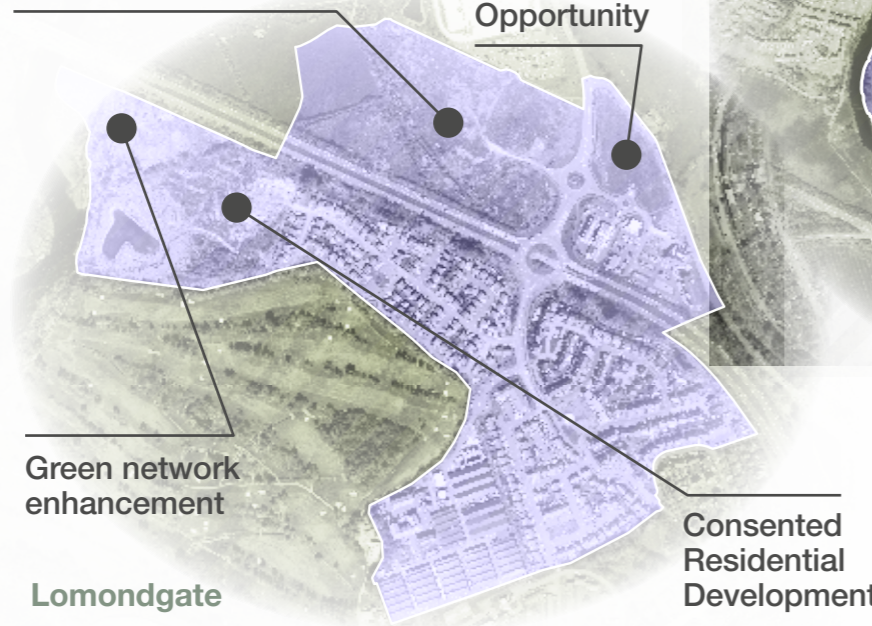 Opportunity
Green network
enhancement
Lomondgate
Consented
Residential
Development